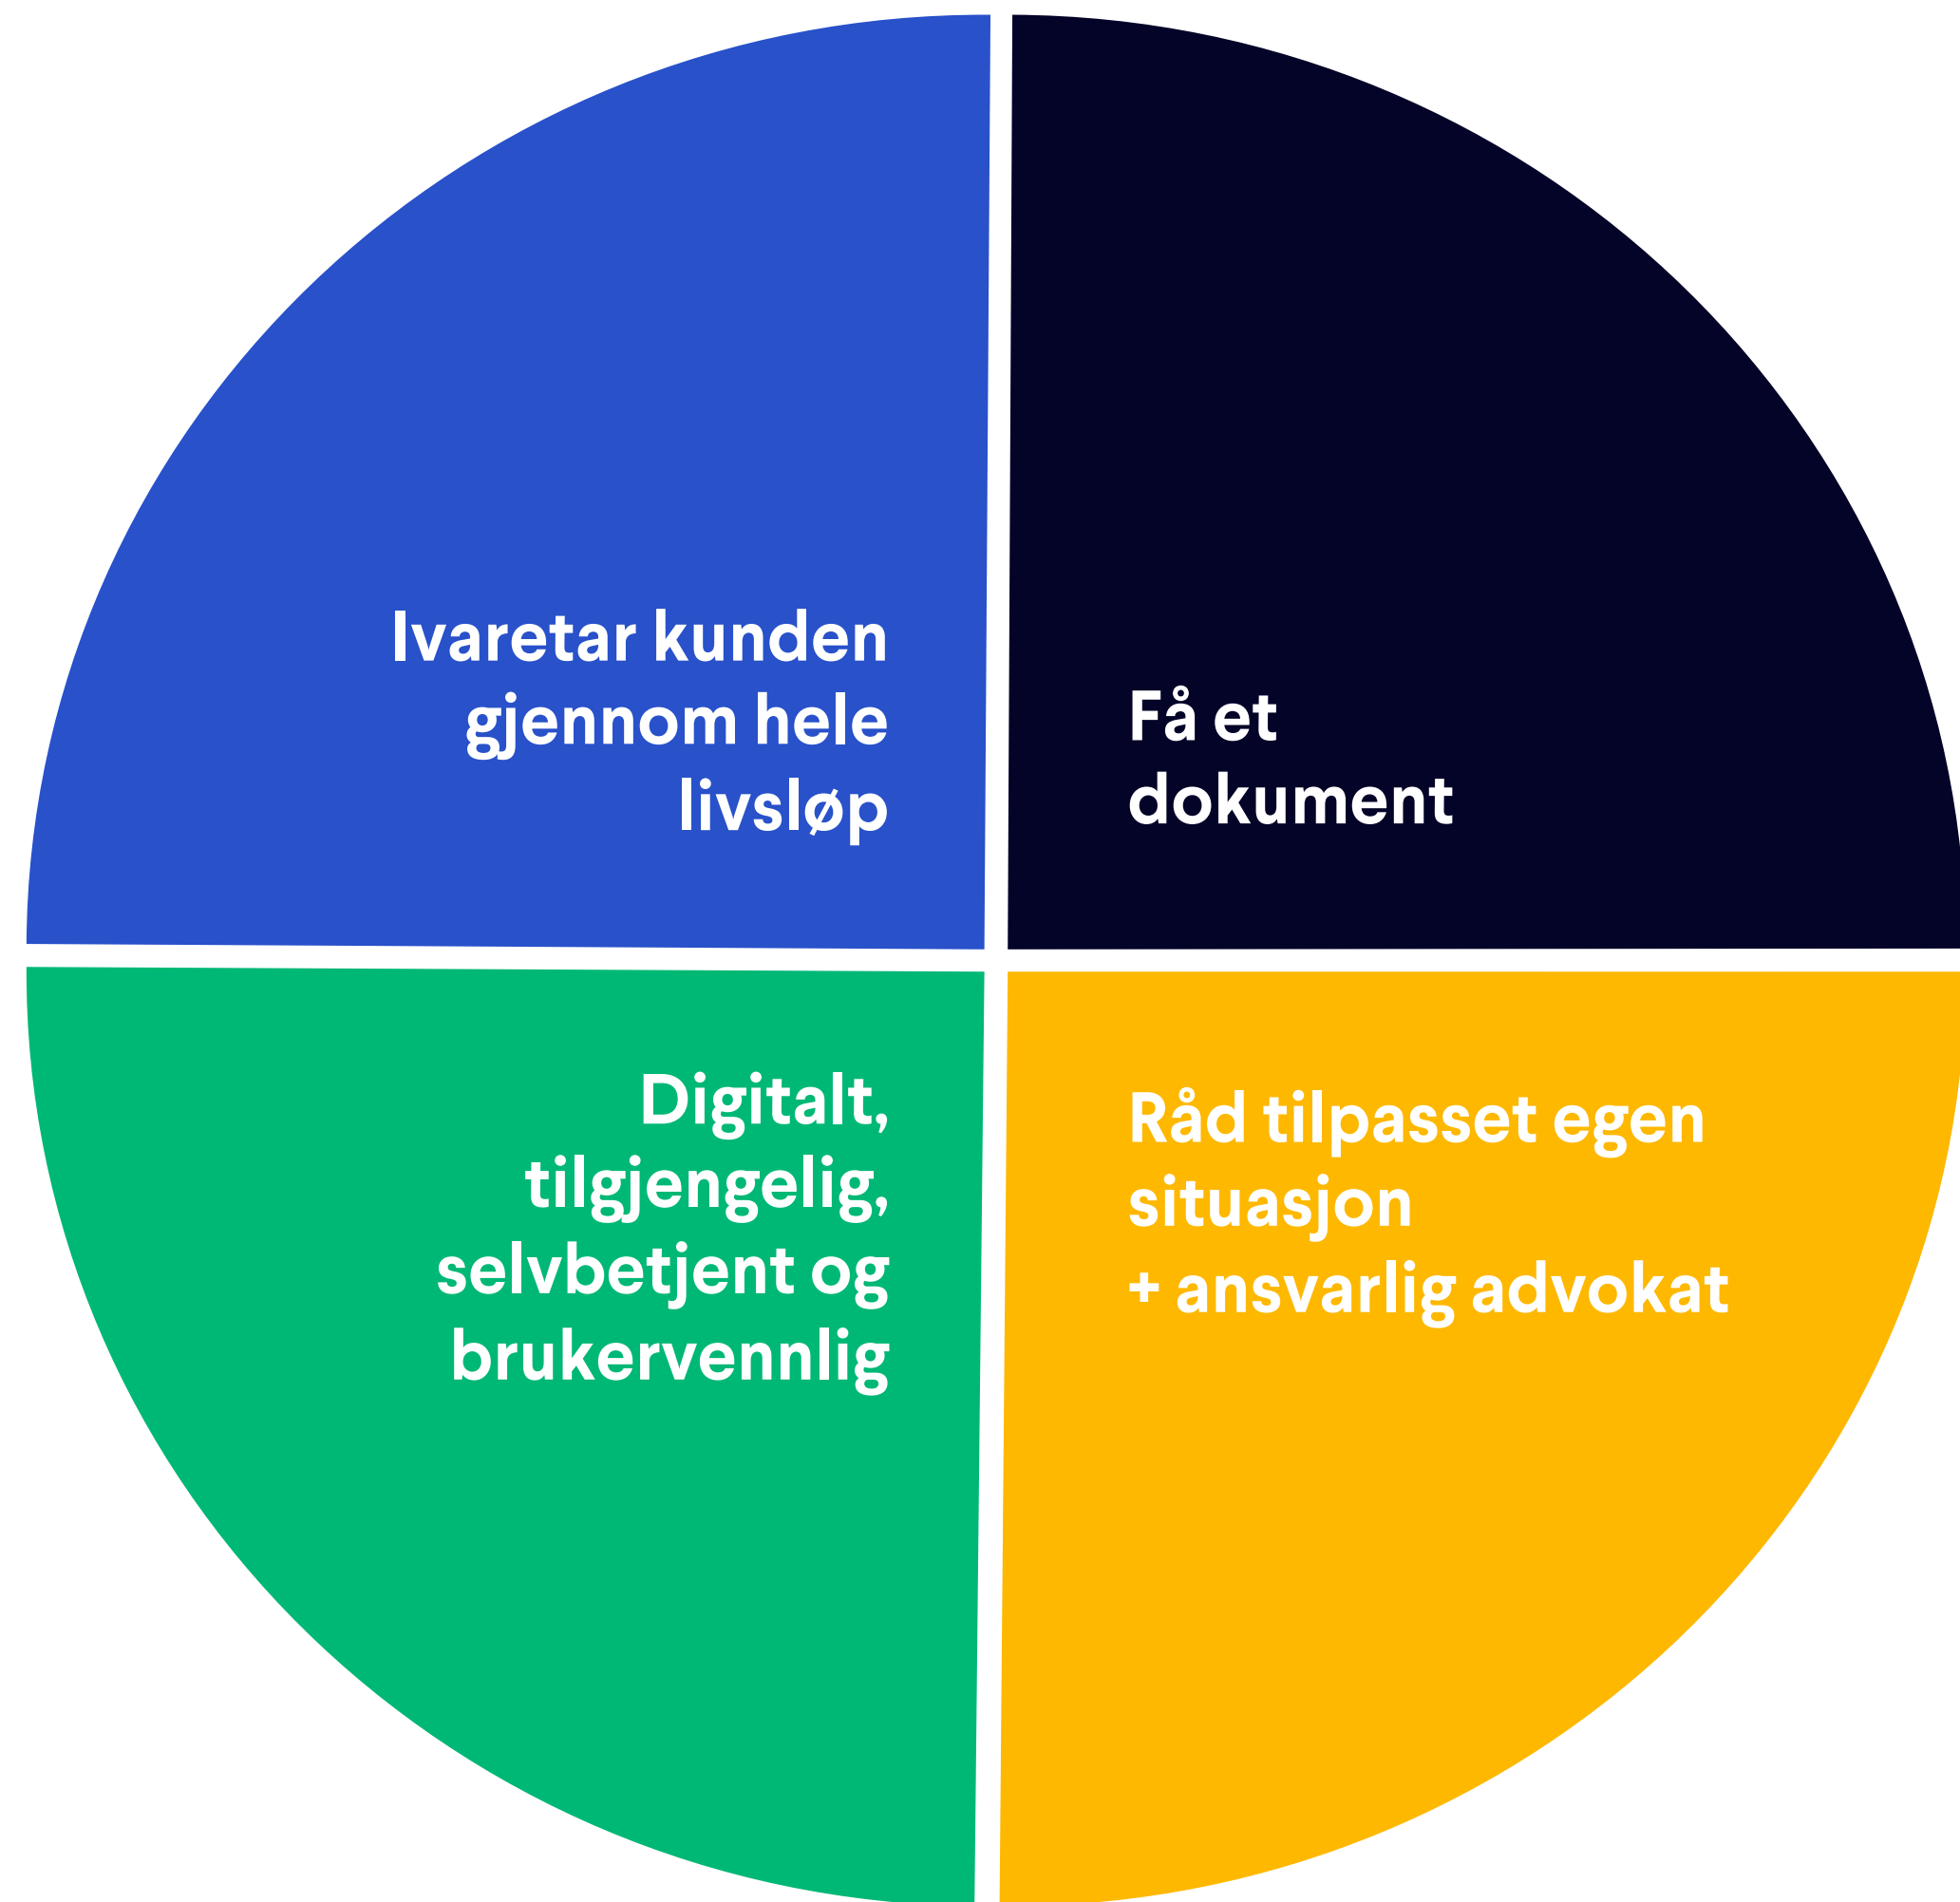 Ivaretar kunden
gjennom hele
livsløp
Få et
dokument
Digitalt,
tilgjengelig,
selvbetjent og
brukervennlig
Råd tilpasset egen
situasjon
+ ansvarlig advokat